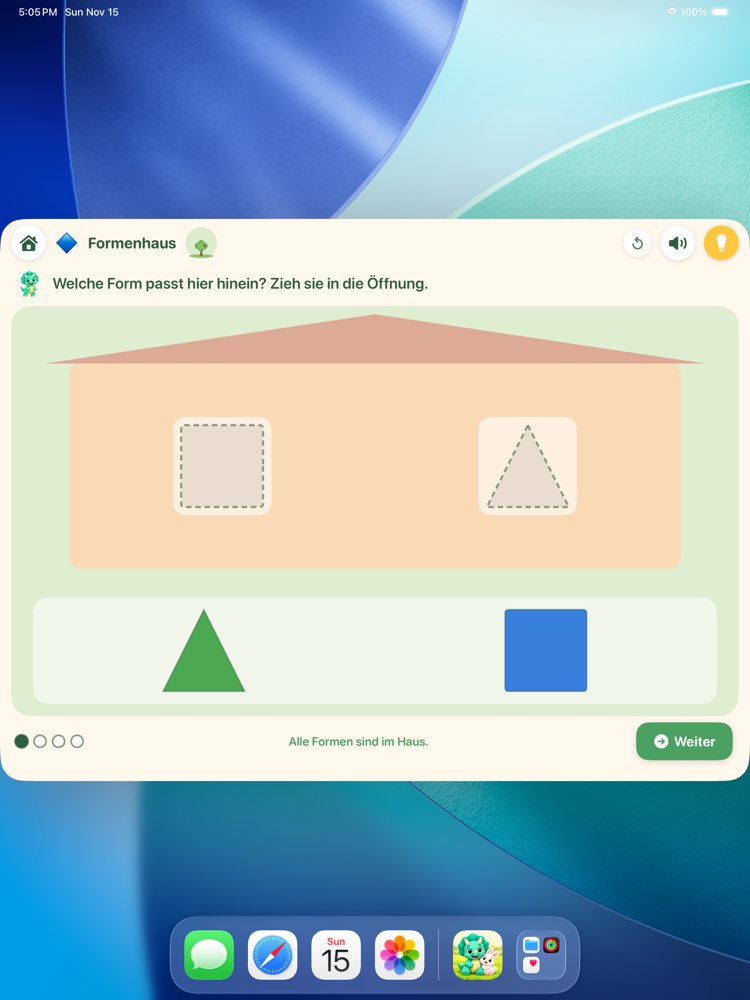 5:05 PM Sun Nov 15
100%
Formenhaus
Welche Form passt hier hinein? Zieh sie in die Öffnung.
Alle Formen sind im Haus.
Weiter
Sun
15